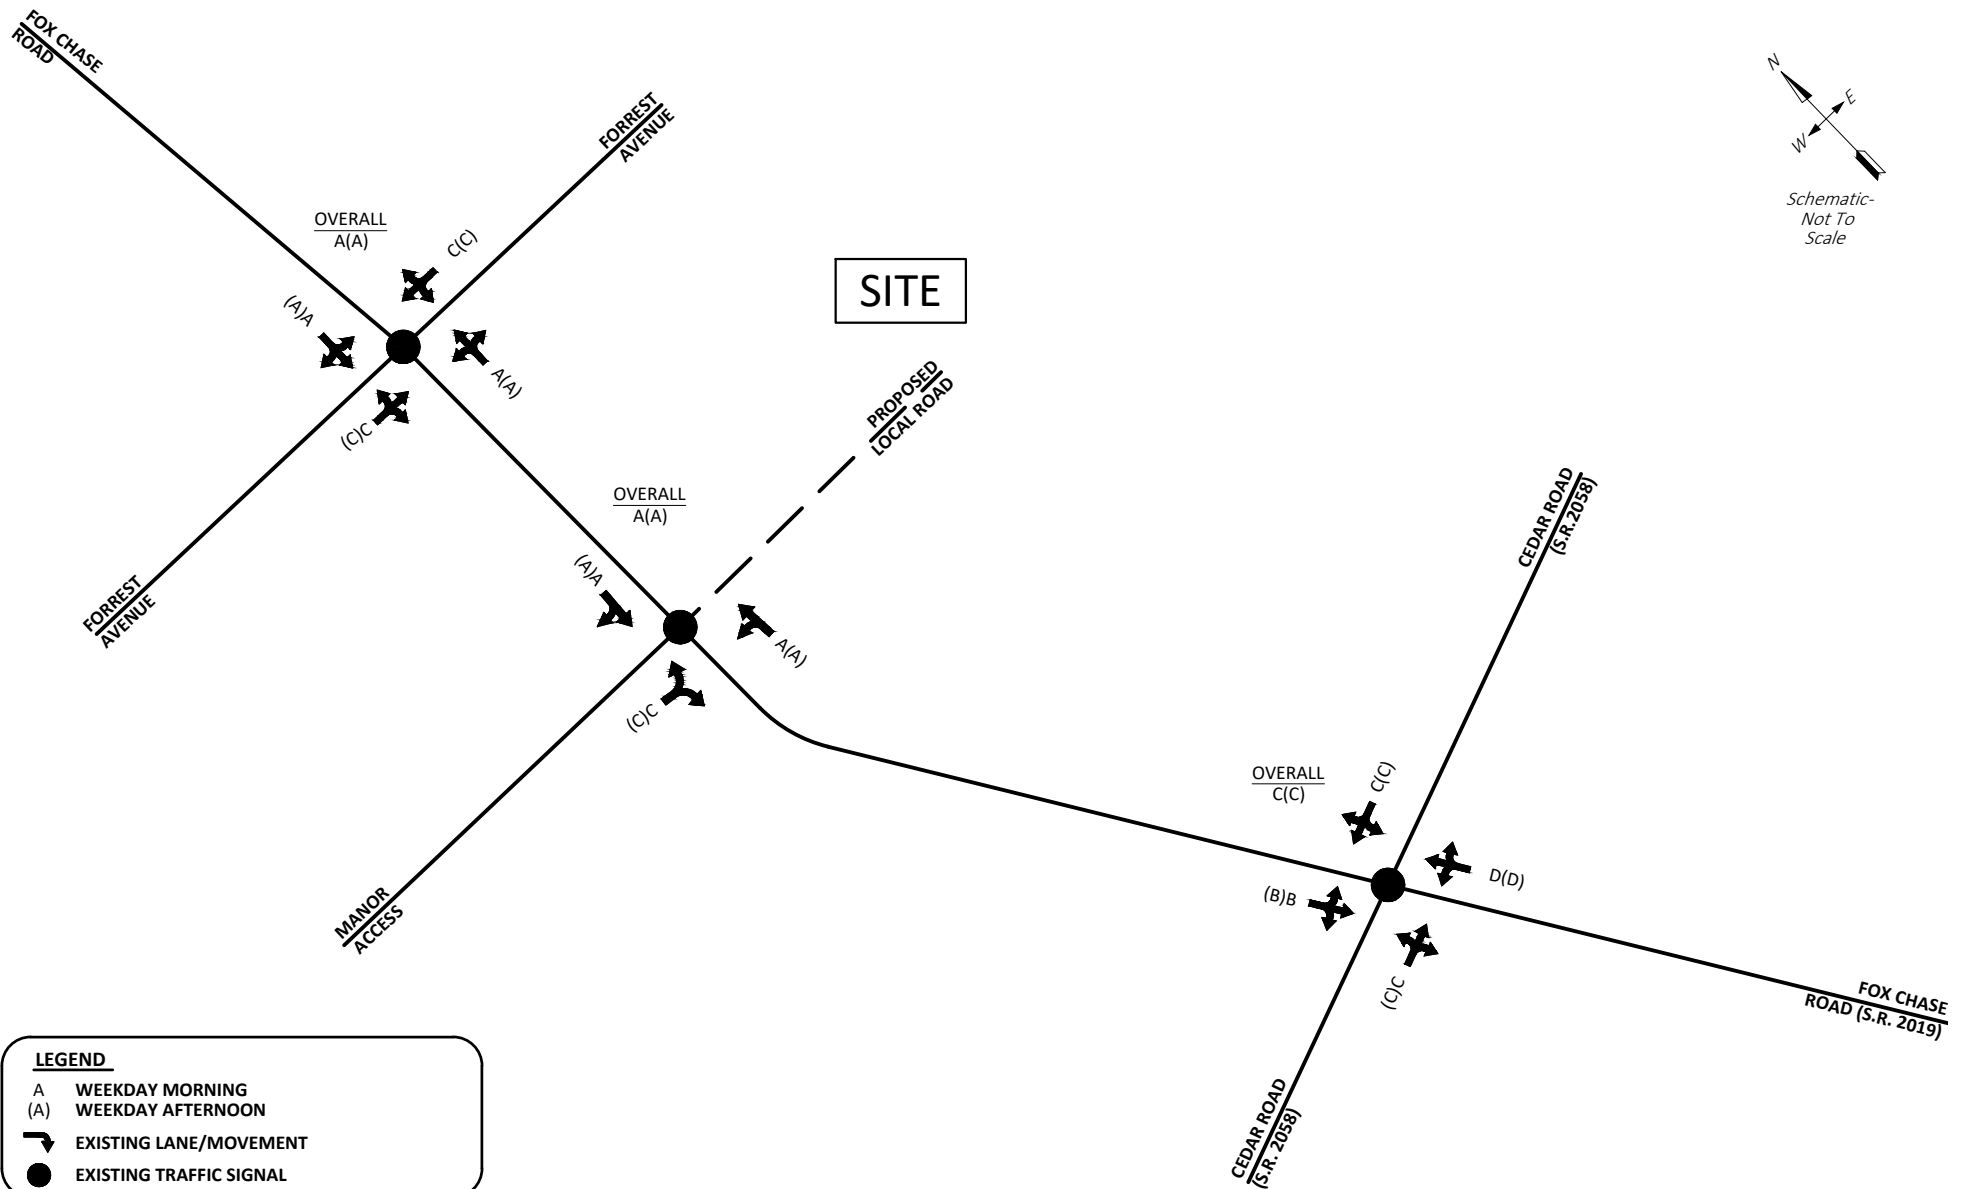 FOX CHASE
ROAD
FORREST
AVENUE
N
E
W
Schematic-
Not To
Scale
OVERALL
A(A)
C(C)
(A)A
A(A)
(C)C
SITE
PROPOSED
LOCAL ROAD
OVERALL
A(A)
(A)A
A(A)
(C)C
FORREST
AVENUE
MANOR
ACCESS
CEDAR ROAD
(S.R.2058)
OVERALL
C(C)
C(C)
D(D)
(B)B
(C)C
FOX CHASE
ROAD (S.R. 2019)
CEDAR ROAD
(S.R. 2058)
LEGEND
A WEEKDAY MORNING
(A) WEEKDAY AFTERNOON
EXISTING LANE/MOVEMENT
EXISTING TRAFFIC SIGNAL